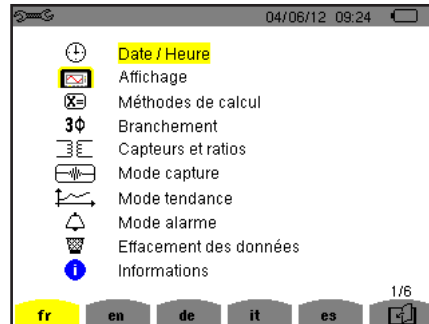 04/06/12 09:24
Date / Heure
Affichage
Méthodes de calcul
3Φ Branchement
Capteurs et ratios
Mode capture
Mode tendance
Mode alarme
Effacement des données
i Informations
1/6
fr en de it es